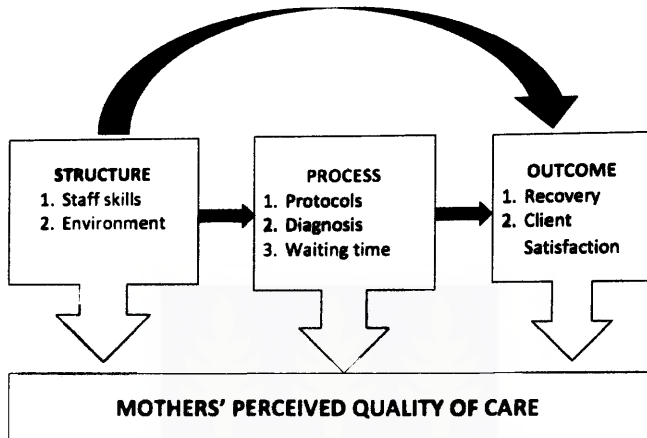 STRUCTURE
1. Staff skills
2. Environment
PROCESS
1. Protocols
2. Diagnosis
3. Waiting time
OUTCOME
1. Recovery
2. Client
Satisfaction
MOTHERS' PERCEIVED QUALITY OF CARE